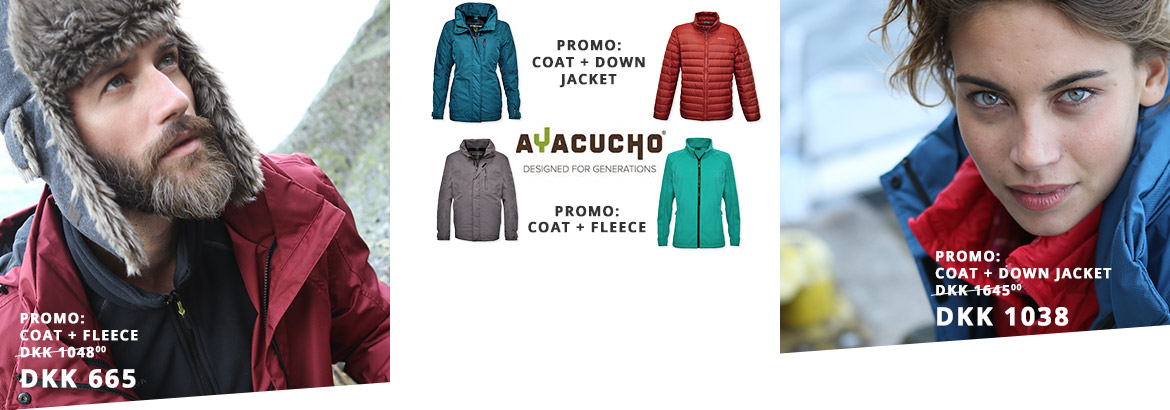 PROMO:
COAT + FLEECE
DKK 1048⁰⁰
DKK 665
PROMO:
COAT + DOWN
JACKET
AYACUCHO®
DESIGNED FOR GENERATIONS
PROMO:
COAT + FLEECE
PROMO:
COAT + DOWN JACKET
DKK 1645⁰⁰
DKK 1038